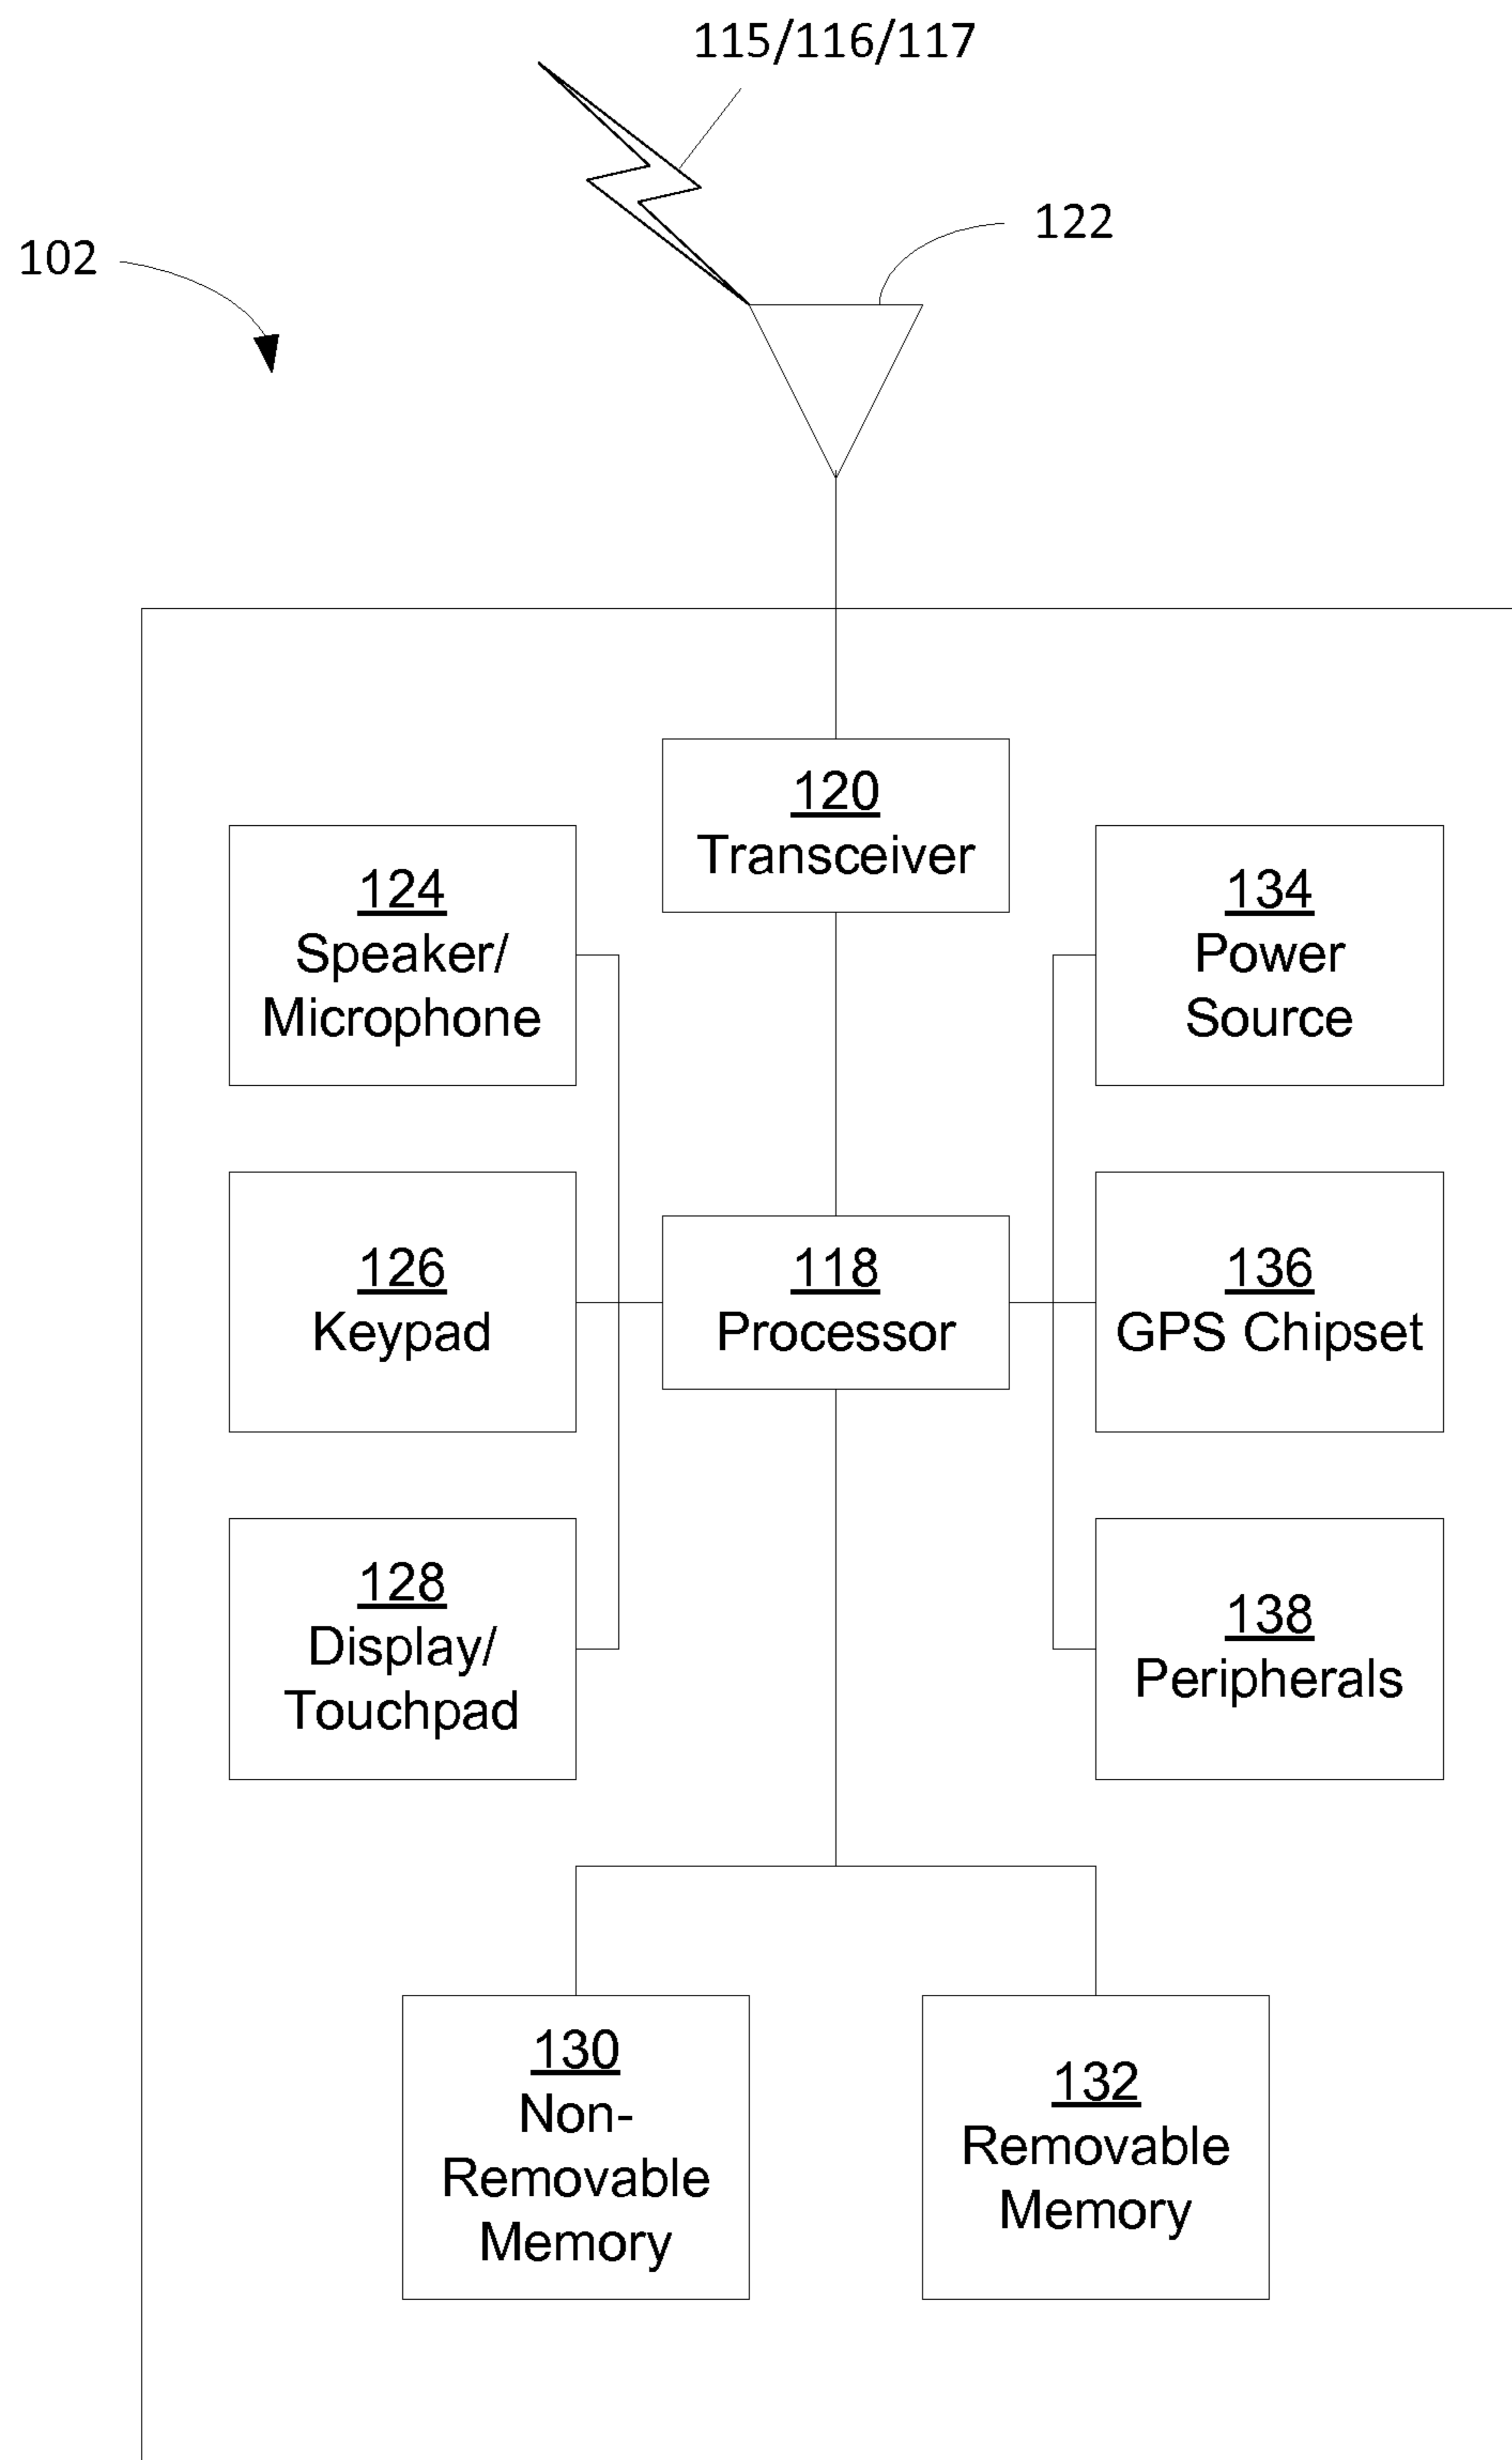 115/116/117
122
102
120
Transceiver
124
Speaker/
Microphone
134
Power
Source
126
Keypad
118
Processor
136
GPS Chipset
128
Display/
Touchpad
138
Peripherals
130
Non-
Removable
Memory
132
Removable
Memory